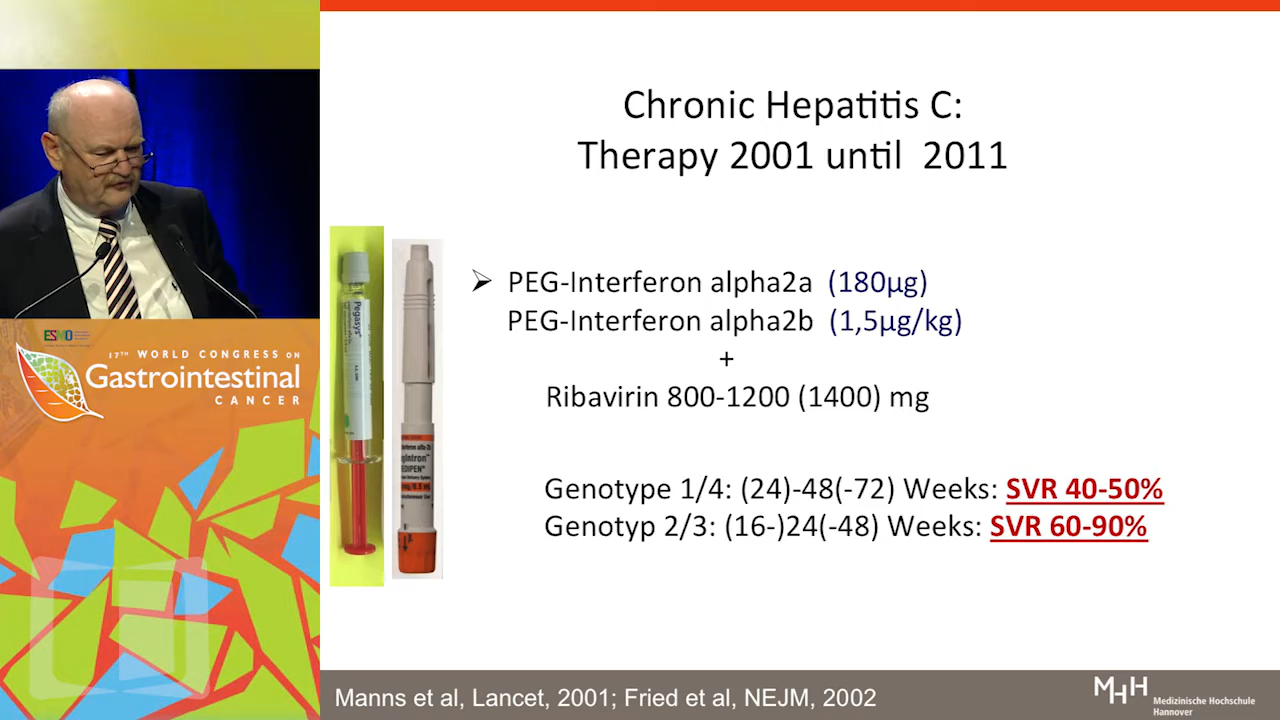 Chronic Hepatitis C:
Therapy 2001 until 2011
➢ PEG-Interferon alpha2a (180µg)
PEG-Interferon alpha2b (1,5µg/kg)
+
Ribavirin 800-1200 (1400) mg
Genotype 1/4: (24)-48(-72) Weeks: SVR 40-50%
Genotyp 2/3: (16-)24(-48) Weeks: SVR 60-90%
Pegasys
gIntron
EDIPEN
ESMO
17TH WORLD CONGRESS ON
Gastrointestinal
CANCER
Manns et al, Lancet, 2001; Fried et al, NEJM, 2002
MHH
Medizinische Hochschule
Hannover